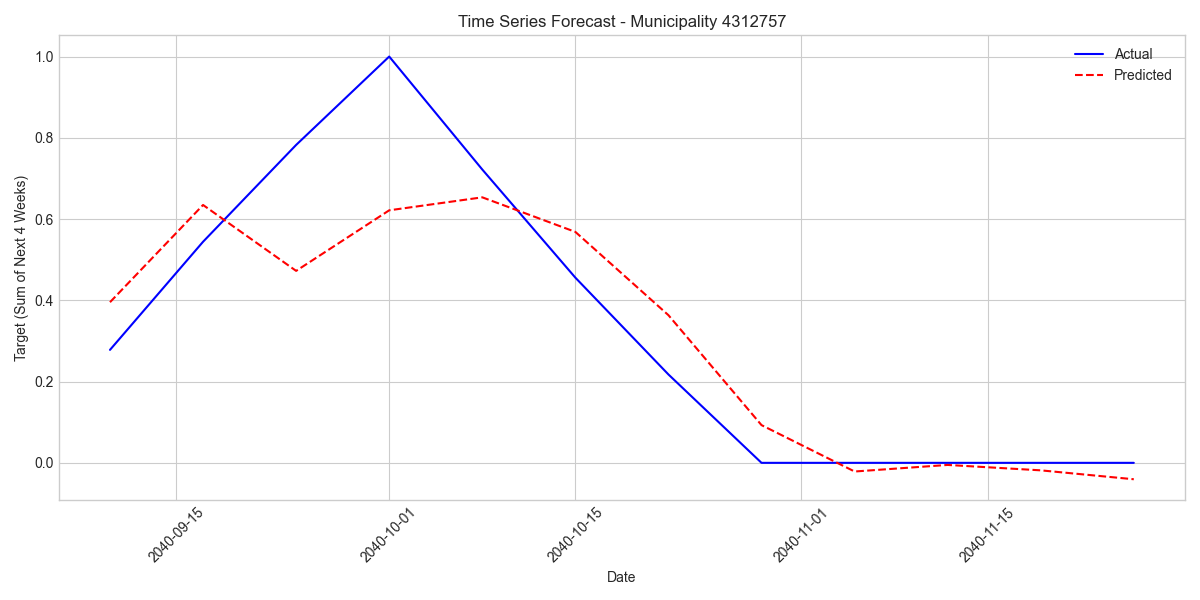 Time Series Forecast - Municipality 4312757
Actual
Predicted
Target (Sum of Next 4 Weeks)
1.0
0.8
0.6
0.4
0.2
0.0
2040-09-15
2040-10-01
2040-10-15
2040-11-01
2040-11-15
Date